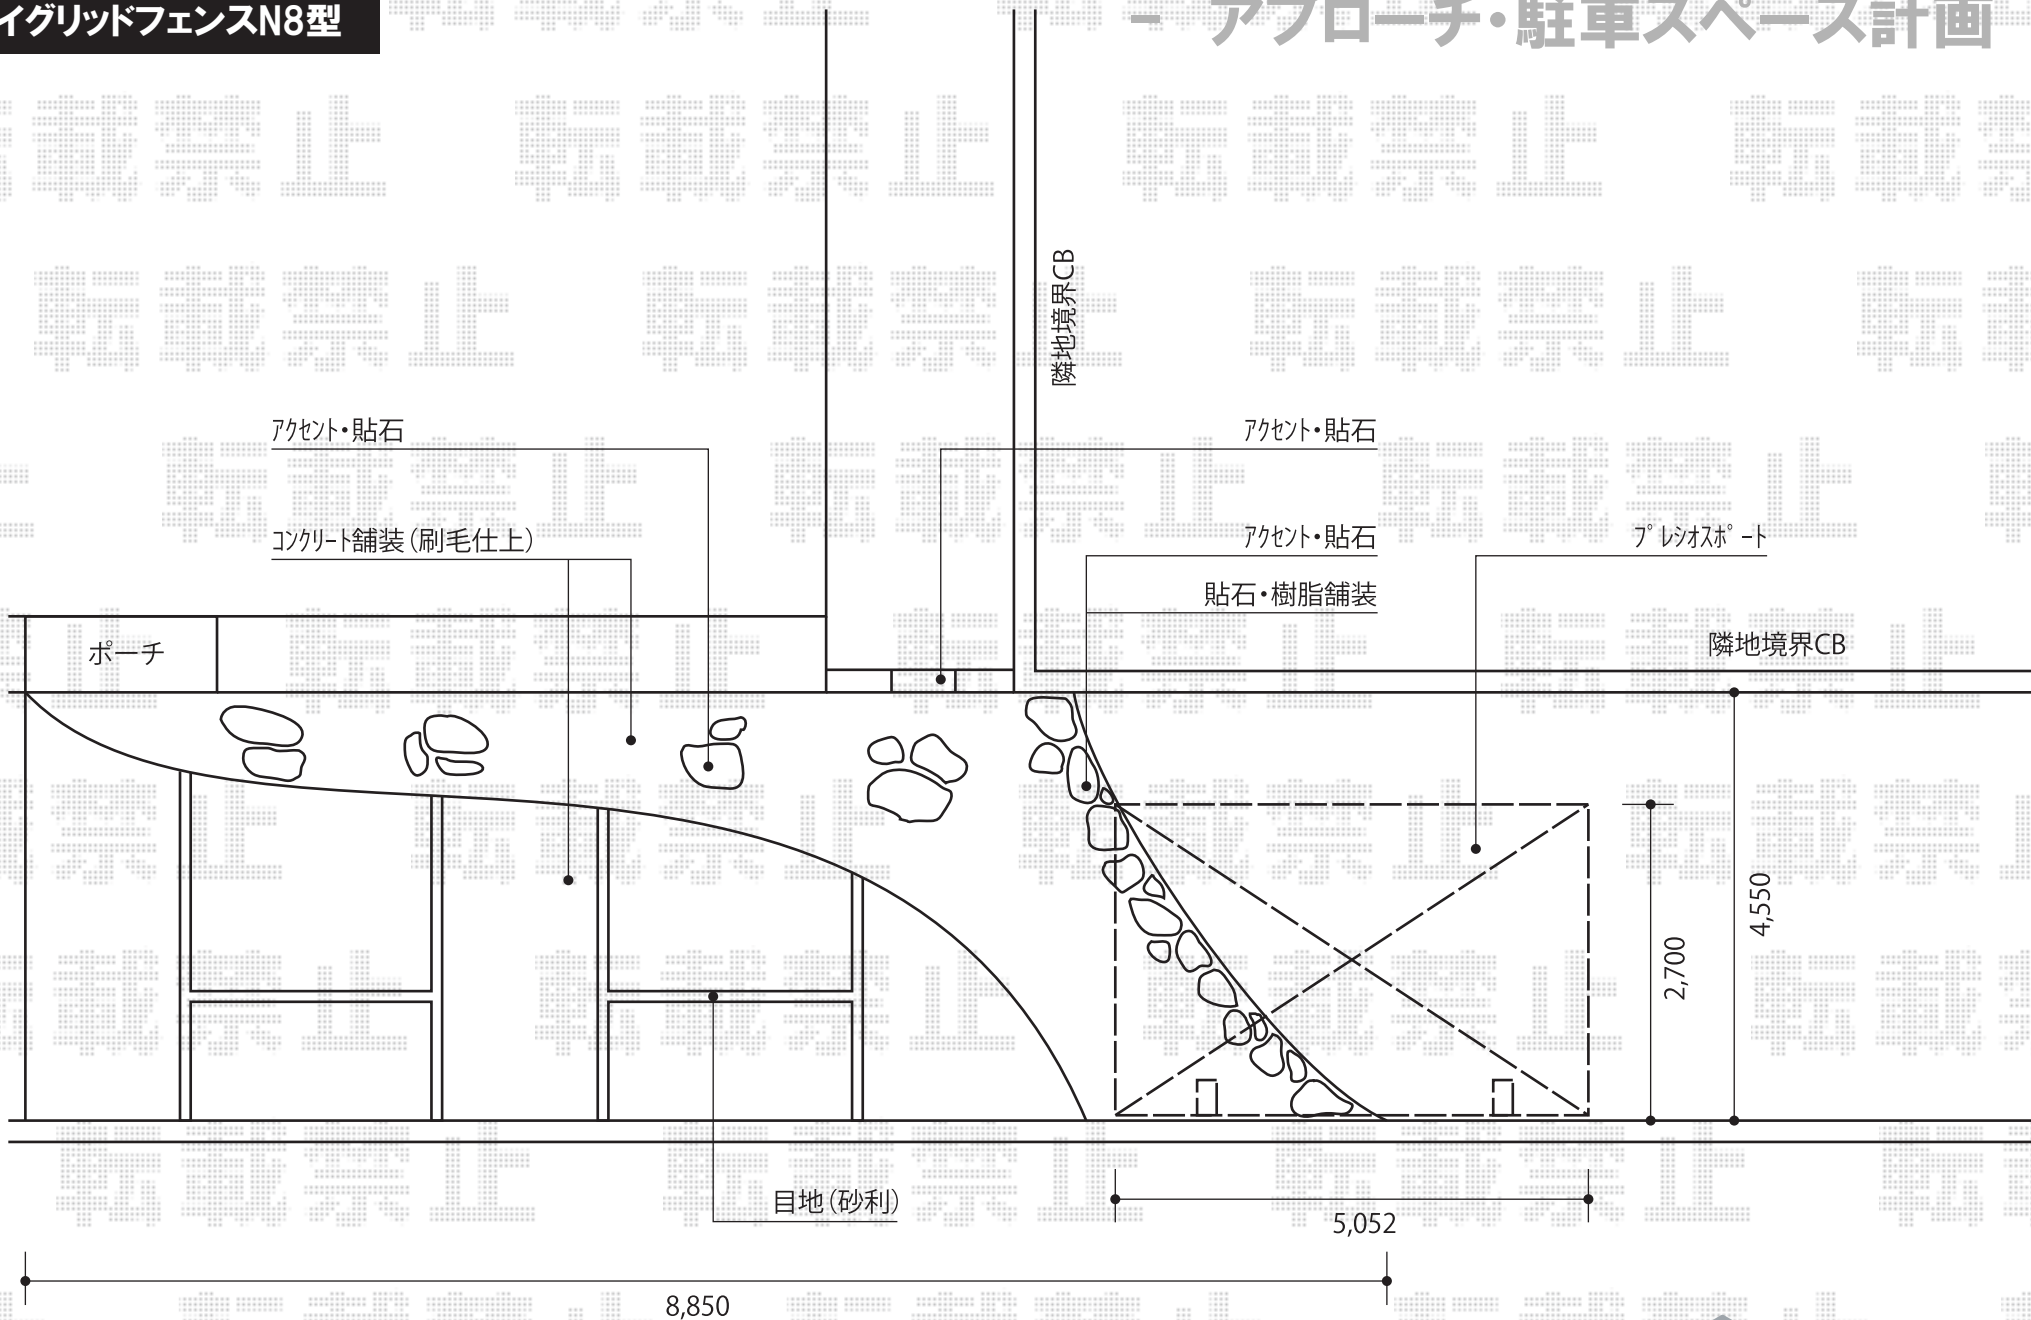 イグリッドフェンスN8型
－ アプローチ・駐車スペース計画
隣地境界CB
ｱｸｾﾝﾄ・貼石
ｱｸｾﾝﾄ・貼石
ｺﾝｸﾘｰﾄ舗装（刷毛仕上）
ｱｸｾﾝﾄ・貼石
ﾌﾟﾚｼｵｽﾎﾟｰﾄ
貼石・樹脂舗装
ポーチ
隣地境界CB
4,550
2,700
目地（砂利）
5,052
8,850
転載禁止